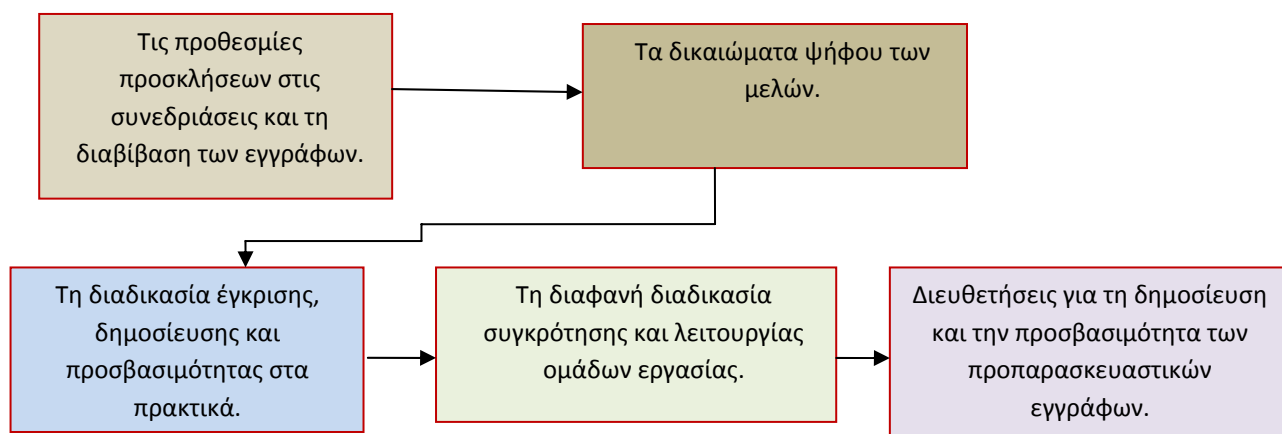 Τις προθεσμίες
προσκλήσεων στις
συνεδριάσεις και τη
διαβίβαση των εγγράφων.
Τα δικαιώματα ψήφου των
μελών.
Τη διαδικασία έγκρισης,
δημοσίευσης και
προσβασιμότητας στα
πρακτικά.
Τη διαφανή διαδικασία
συγκρότησης και λειτουργίας
ομάδων εργασίας.
Διευθετήσεις για τη δημοσίευση
και την προσβασιμότητα των
προπαρασκευαστικών
εγγράφων.